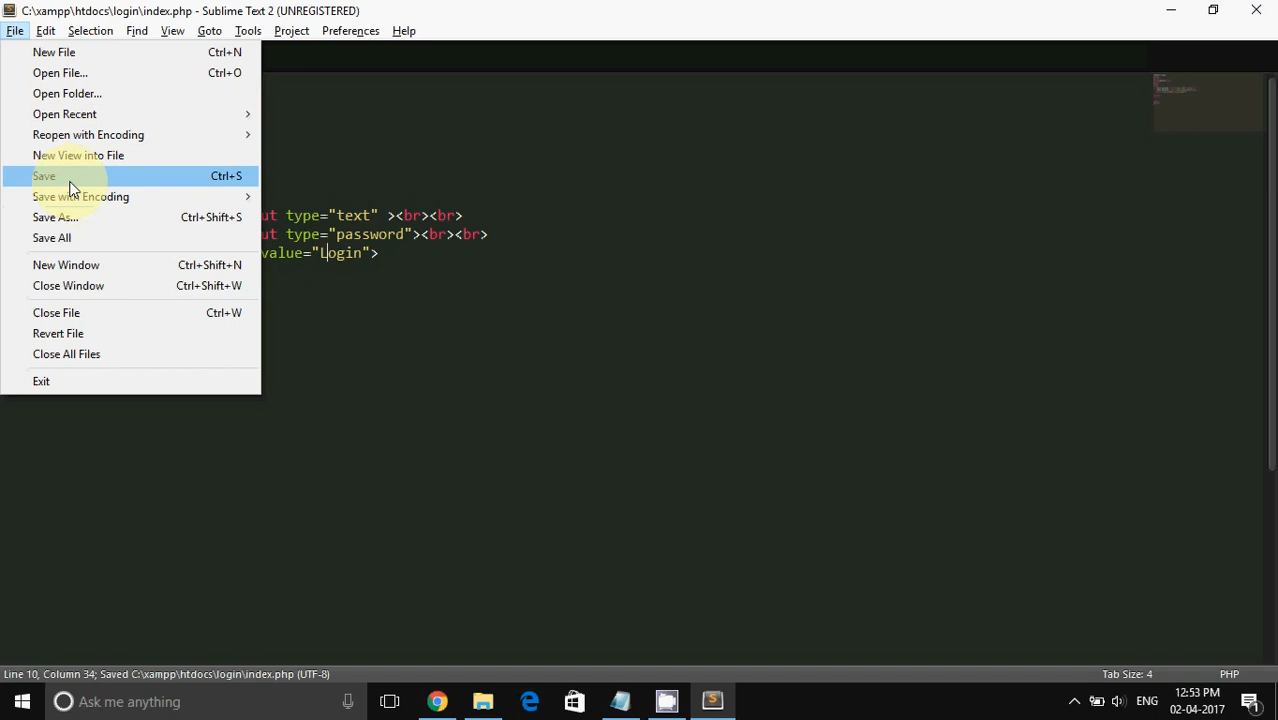 C:\xampp\htdocs\login\index.php - Sublime Text 2 (UNREGISTERED)
File Edit Selection Find View Goto Tools Project Preferences Help
New File Ctrl+N
Open File... Ctrl+O
Open Folder...
Open Recent
Reopen with Encoding
New View into File
Save Ctrl+S
Save with Encoding
Save As... Ctrl+Shift+S
Save All
New Window Ctrl+Shift+N
Close Window Ctrl+Shift+W
Close File Ctrl+W
Revert File
Close All Files
Exit
ut type="text" ><br><br>
ut type="password"><br><br>
value="Login">
Line 10, Column 34; Saved C:\xampp\htdocs\login\index.php (UTF-8) Tab Size: 4 PHP
Ask me anything
ENG
12:53 PM
02-04-2017
1